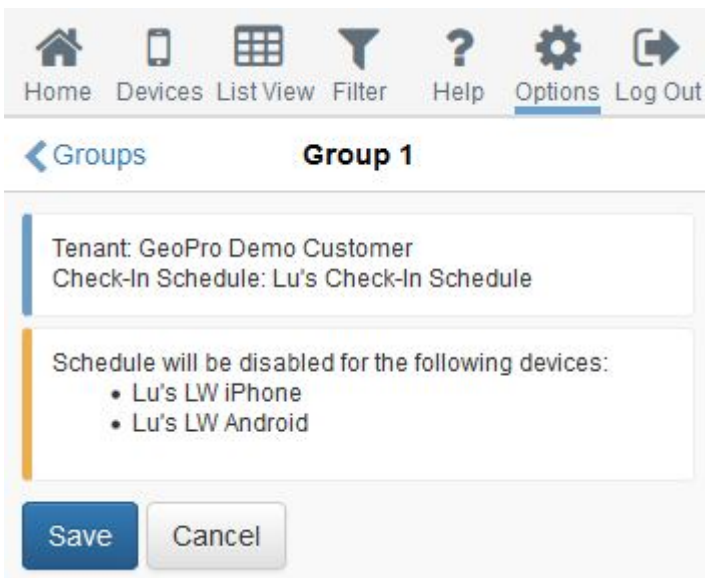 Home Devices List View Filter Help Options Log Out
Groups Group 1
Tenant: GeoPro Demo Customer
Check-In Schedule: Lu's Check-In Schedule
Schedule will be disabled for the following devices:
• Lu's LW iPhone
• Lu's LW Android
Save Cancel